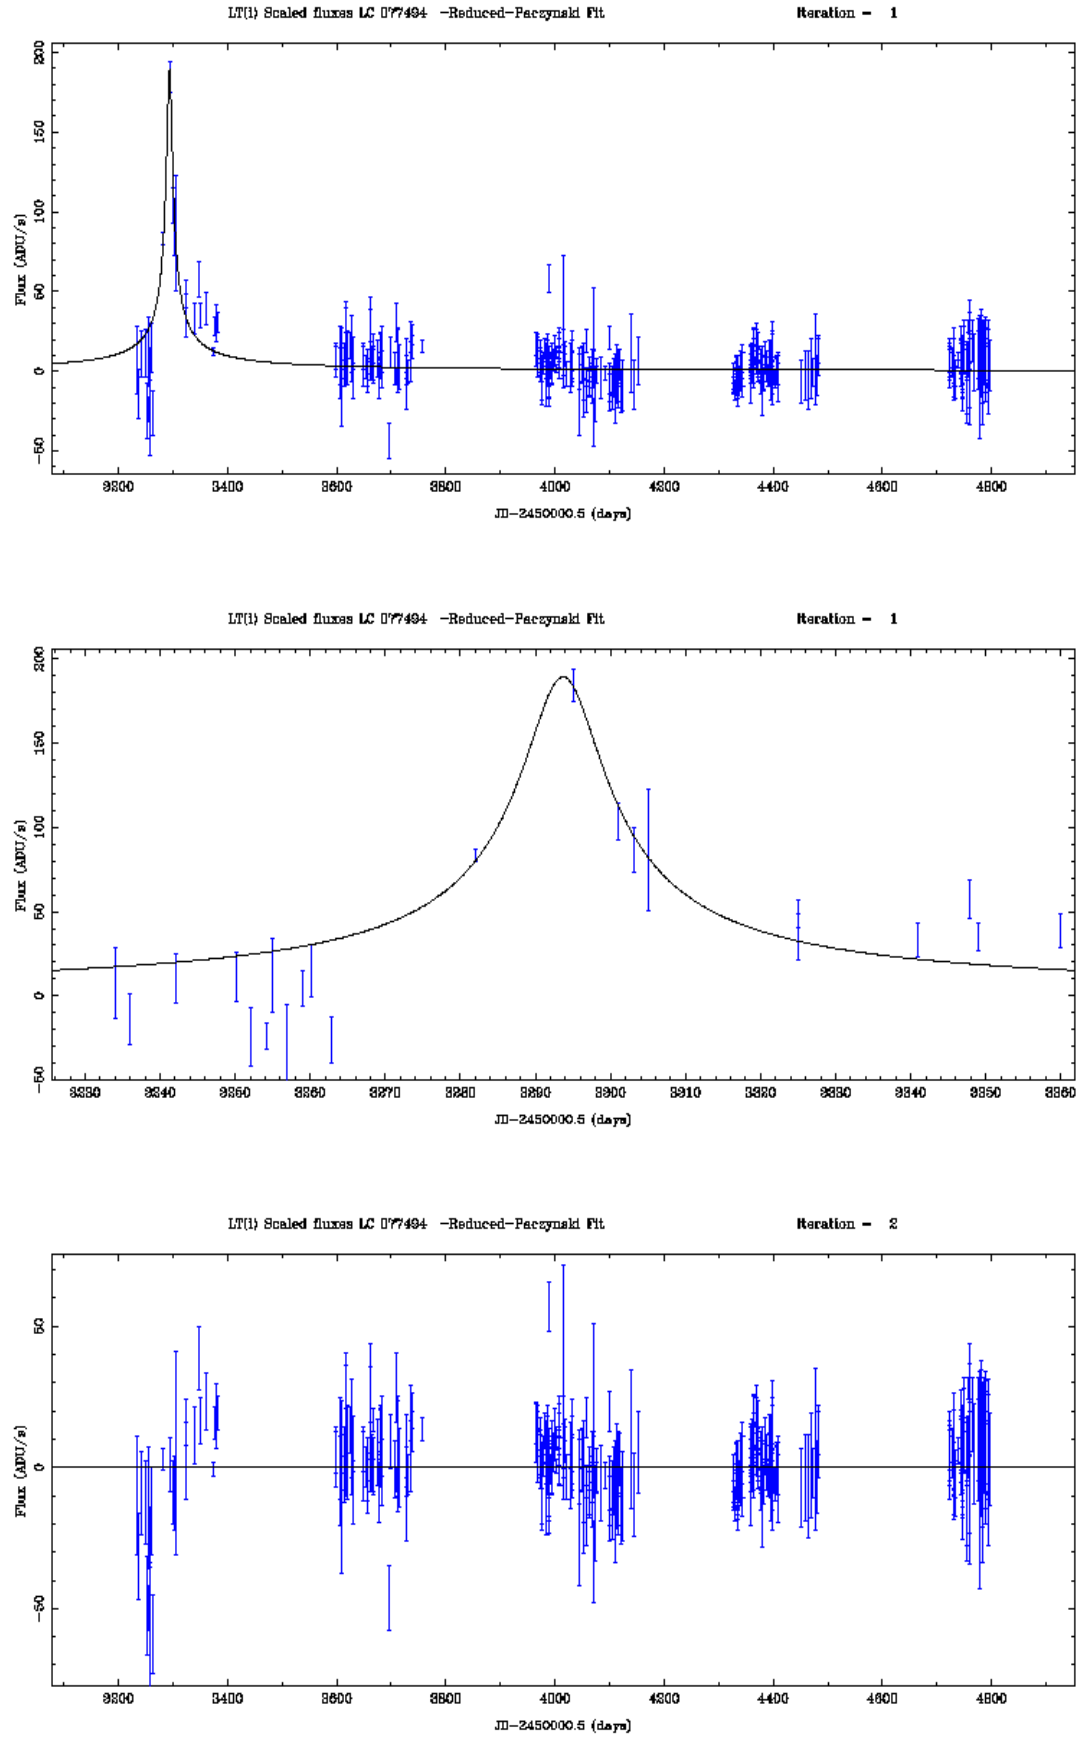 LT(i) Scaled fluxes LC 077494 -Reduced-Paczynski Fit Iteration - 1
Flux (ADU/s)
200
150
100
50
0
-50
3200 3400 3600 3800 4000 4200 4400 4600 4800
JD-2450000.5 (days)
LT(i) Scaled fluxes LC 077494 -Reduced-Paczynski Fit Iteration - 1
Flux (ADU/s)
200
150
100
50
0
-50
3230 3240 3250 3260 3270 3280 3290 3300 3310 3320 3330 3340 3350 3360
JD-2450000.5 (days)
LT(i) Scaled fluxes LC 077494 -Reduced-Paczynski Fit Iteration - 2
Flux (ADU/s)
50
0
-50
3200 3400 3600 3800 4000 4200 4400 4600 4800
JD-2450000.5 (days)